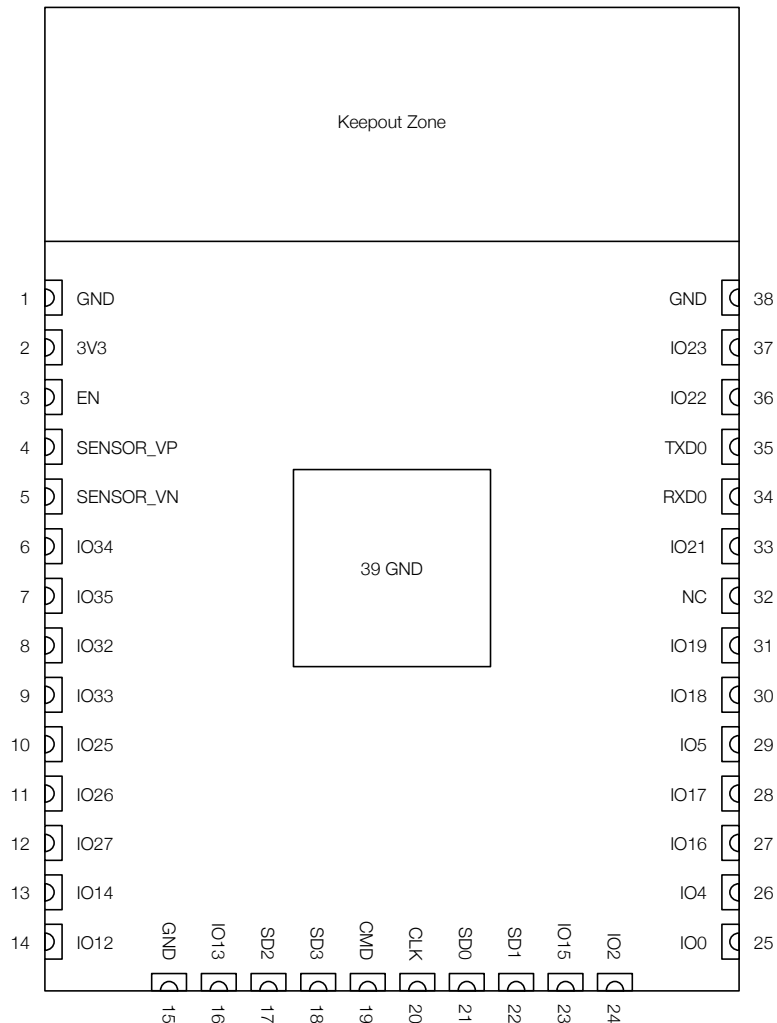 Keepout Zone
1 GND
GND 38
2 3V3
IO23 37
3 EN
IO22 36
4 SENSOR_VP
TXD0 35
5 SENSOR_VN
RXD0 34
6 IO34
IO21 33
39 GND
7 IO35
NC 32
8 IO32
IO19 31
9 IO33
IO18 30
10 IO25
IO5 29
11 IO26
IO17 28
12 IO27
IO16 27
13 IO14
IO4 26
14 IO12
IO0 25
GND 15
IO13 16
SD2 17
SD3 18
CMD 19
CLK 20
SD0 21
SD1 22
IO15 23
IO2 24